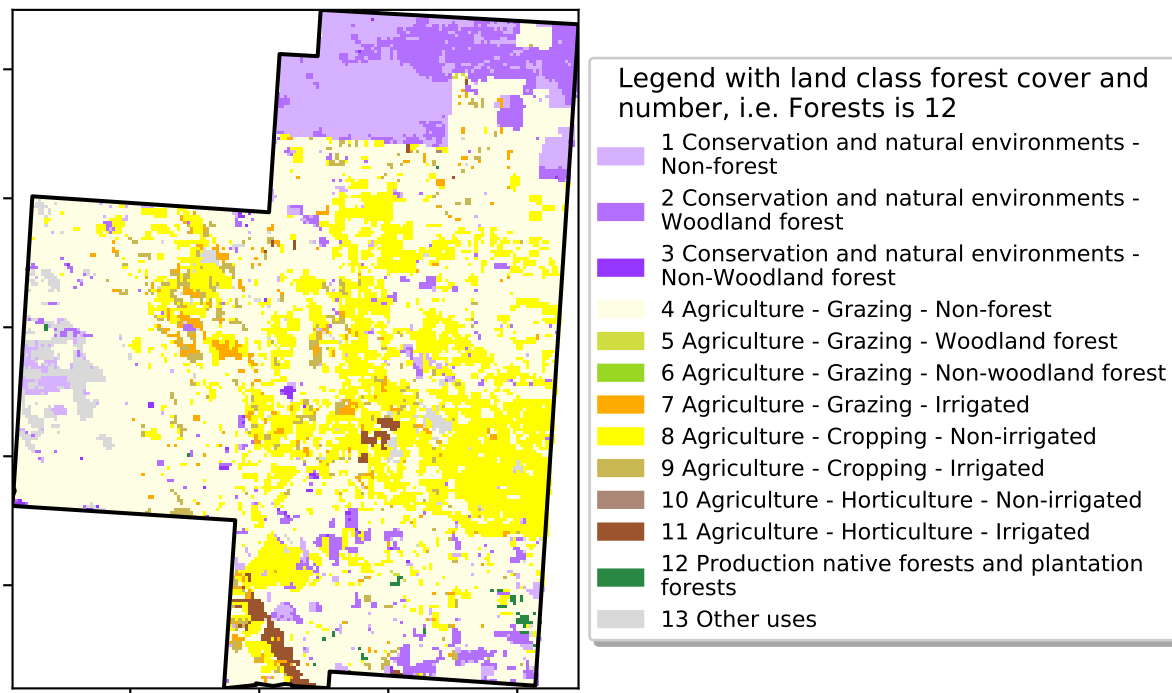 Legend with land class forest cover and
number, i.e. Forests is 12
1 Conservation and natural environments -
Non-forest
2 Conservation and natural environments -
Woodland forest
3 Conservation and natural environments -
Non-Woodland forest
4 Agriculture - Grazing - Non-forest
5 Agriculture - Grazing - Woodland forest
6 Agriculture - Grazing - Non-woodland forest
7 Agriculture - Grazing - Irrigated
8 Agriculture - Cropping - Non-irrigated
9 Agriculture - Cropping - Irrigated
10 Agriculture - Horticulture - Non-irrigated
11 Agriculture - Horticulture - Irrigated
12 Production native forests and plantation
forests
13 Other uses